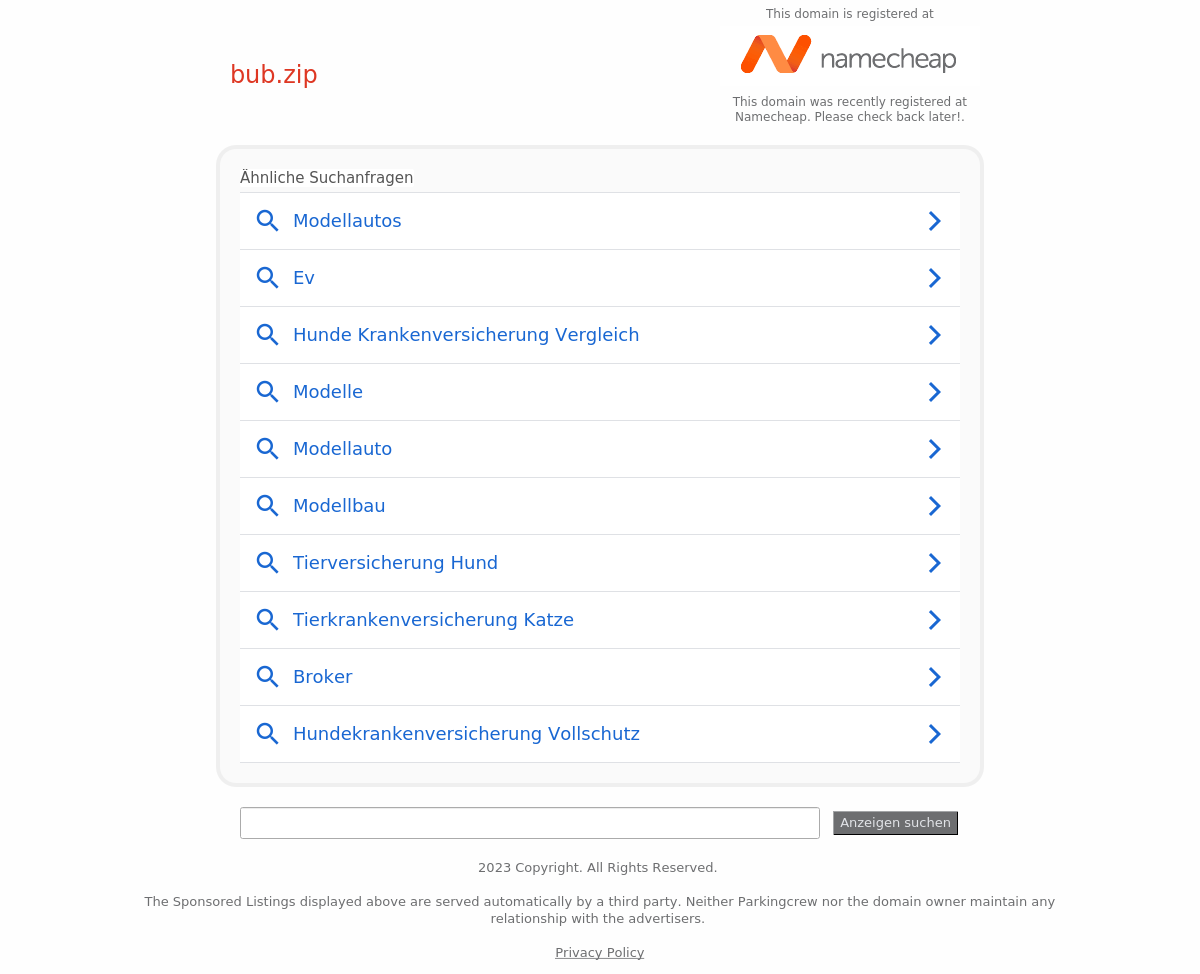 This domain is registered at
namecheap
bub.zip
This domain was recently registered at
Namecheap. Please check back later!.
Ähnliche Suchanfragen
Modellautos
Ev
Hunde Krankenversicherung Vergleich
Modelle
Modellauto
Modellbau
Tierversicherung Hund
Tierkrankenversicherung Katze
Broker
Hundekrankenversicherung Vollschutz
Anzeigen suchen
2023 Copyright. All Rights Reserved.
The Sponsored Listings displayed above are served automatically by a third party. Neither Parkingcrew nor the domain owner maintain any
relationship with the advertisers.
Privacy Policy